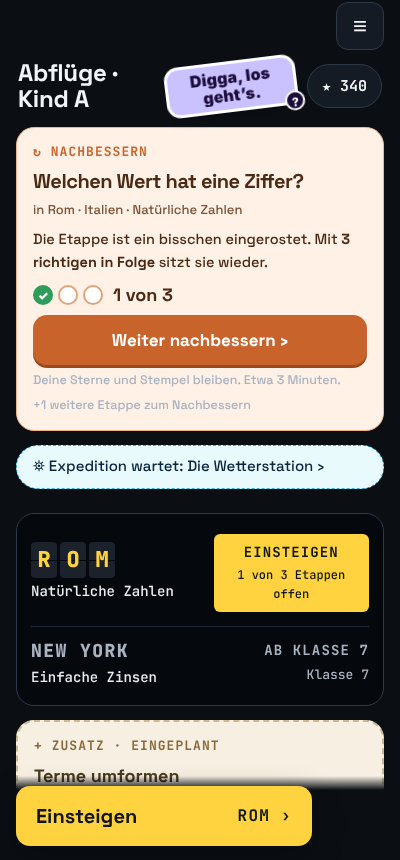 ≡
Abflüge ·
Kind A
Digga, los
geht's.
?
★ 340
↻ NACHBESSERN
Welchen Wert hat eine Ziffer?
in Rom · Italien · Natürliche Zahlen
Die Etappe ist ein bisschen eingerostet. Mit 3
richtigen in Folge sitzt sie wieder.
1 von 3
Weiter nachbessern ›
Deine Sterne und Stempel bleiben. Etwa 3 Minuten.
+1 weitere Etappe zum Nachbessern
Expedition wartet: Die Wetterstation ›
ROM
Natürliche Zahlen
EINSTEIGEN
1 von 3 Etappen
offen
NEW YORK
Einfache Zinsen
AB KLASSE 7
Klasse 7
+ ZUSATZ · EINGEPLANT
Terme umformen
Einsteigen
ROM ›